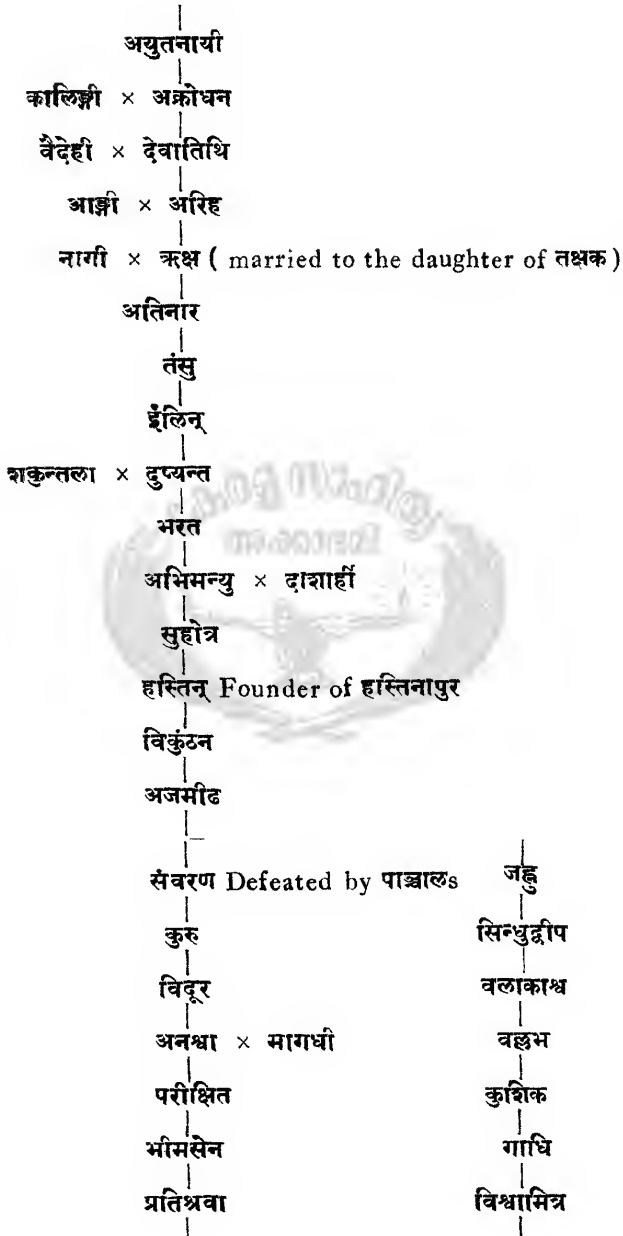 अयुतनायी
कालिङ्गी × अक्रोधन
वैदेही × देवातिथि
आङ्गी × अरिह
नागी × ऋक्ष ( married to the daughter of तक्षक )
अतिनार
तंसु
ईलिन्
शकुन्तला × दुष्यन्त
भरत
अभिमन्यु × दाशार्ही
सुहोत्र
हस्तिन् Founder of हस्तिनापुर
विकुंठन
अजमीढ
संवरण Defeated by पाञ्चालs जह्नु
कुरु सिन्धुद्वीप
विदूर वलाकाश्व
अनश्वा × मागधी वल्लभ
परीक्षित कुशिक
भीमसेन गाधि
प्रतिश्रवा विश्वामित्र